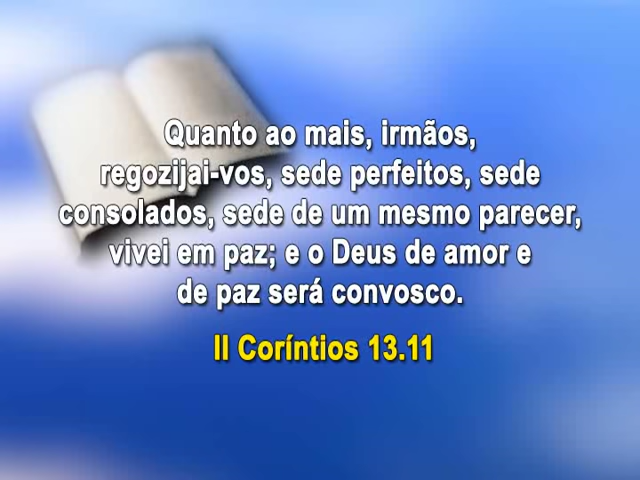 Quanto ao mais, irmãos,
regozijai-vos, sede perfeitos, sede
consolados, sede de um mesmo parecer,
vivei em paz; e o Deus de amor e
de paz será convosco.
II Coríntios 13.11